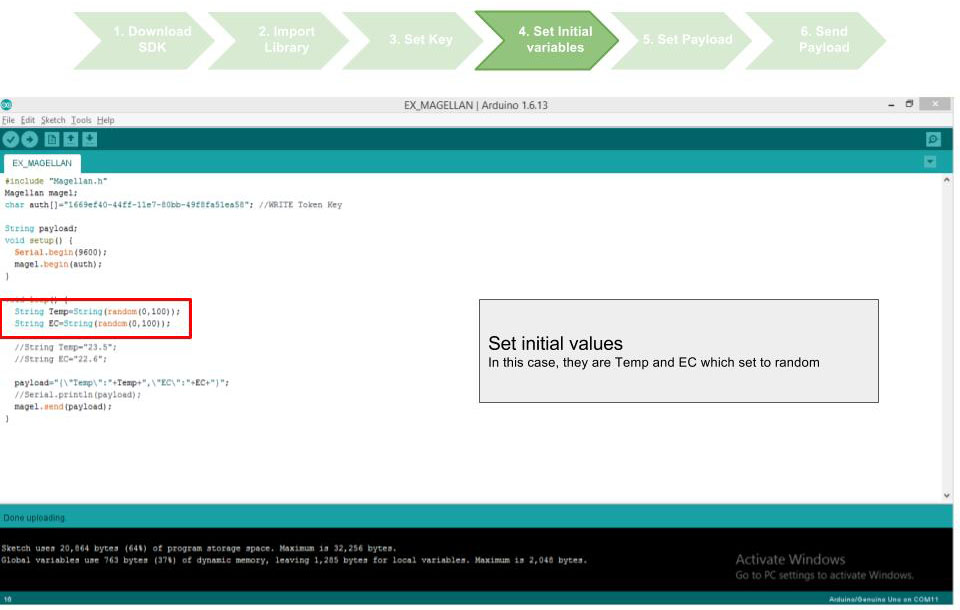 1. Download
SDK
2. Import
Library
3. Set Key
4. Set Initial
variables
5. Set Payload
6. Send
Payload
EX_MAGELLAN | Arduino 1.6.13
File Edit Sketch Tools Help
EX_MAGELLAN
#include "Magellan.h"
Magellan magel;
char auth[]="1669ef40-44ff-11e7-80bb-49f8fa51ea58"; //WRITE Token Key
String payload;
void setup() {
Serial.begin(9600);
magel.begin(auth);
}
void loop() {
String Temp=String(random(0,100));
String EC=String(random(0,100));
//String Temp="23.5";
//String EC="22.6";
payload="{\"Temp\":"+Temp+",\"EC\":"+EC+"}";
//Serial.println(payload);
magel.send(payload);
}
Set initial values
In this case, they are Temp and EC which set to random
Done uploading.
Sketch uses 20,864 bytes (64%) of program storage space. Maximum is 32,256 bytes.
Global variables use 763 bytes (37%) of dynamic memory, leaving 1,285 bytes for local variables. Maximum is 2,048 bytes.
Activate Windows
Go to PC settings to activate Windows.
16
Arduino/Genuino Uno on COM11